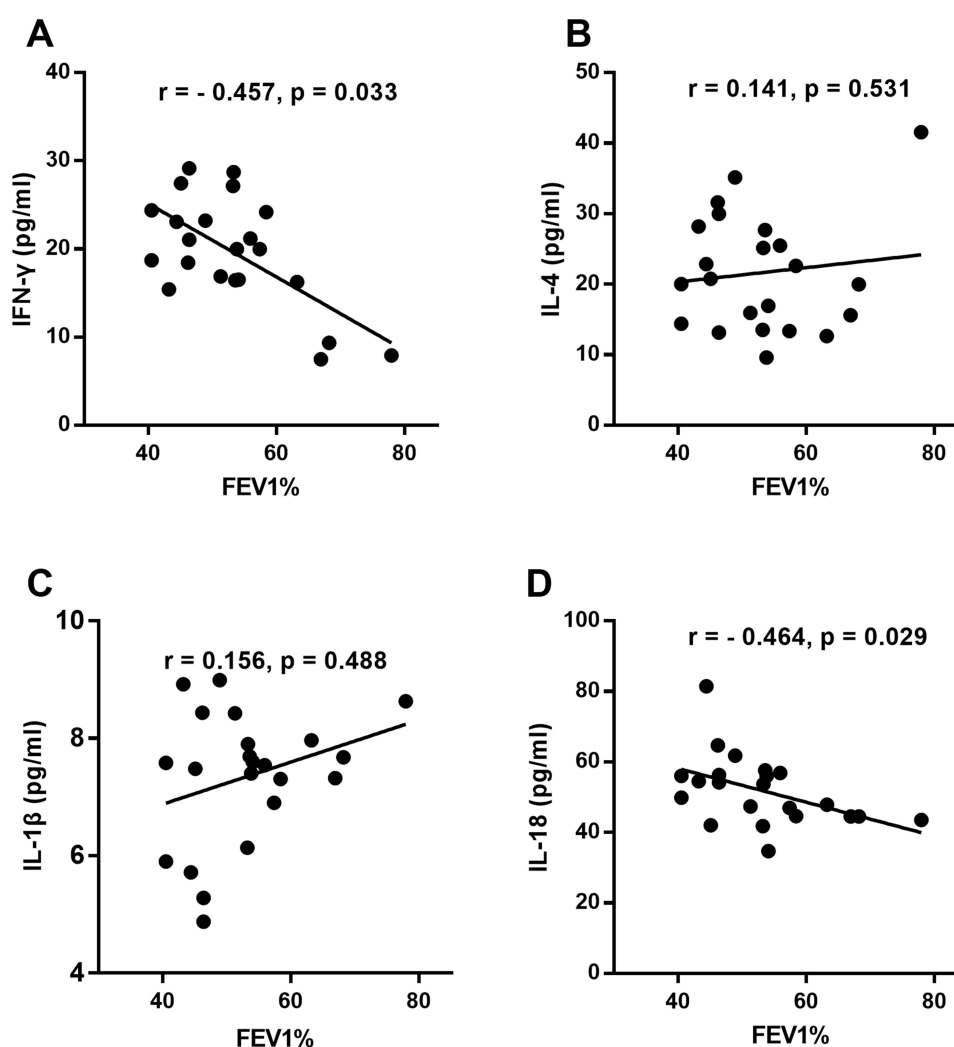 A
r = - 0.457, p = 0.033
IFN-γ (pg/ml)
40
30
20
10
0
40 60 80
FEV1%
B
r = 0.141, p = 0.531
IL-4 (pg/ml)
50
40
30
20
10
0
40 60 80
FEV1%
C
r = 0.156, p = 0.488
IL-1β (pg/ml)
10
8
6
4
40 60 80
FEV1%
D
r = - 0.464, p = 0.029
IL-18 (pg/ml)
100
80
60
40
20
0
40 60 80
FEV1%